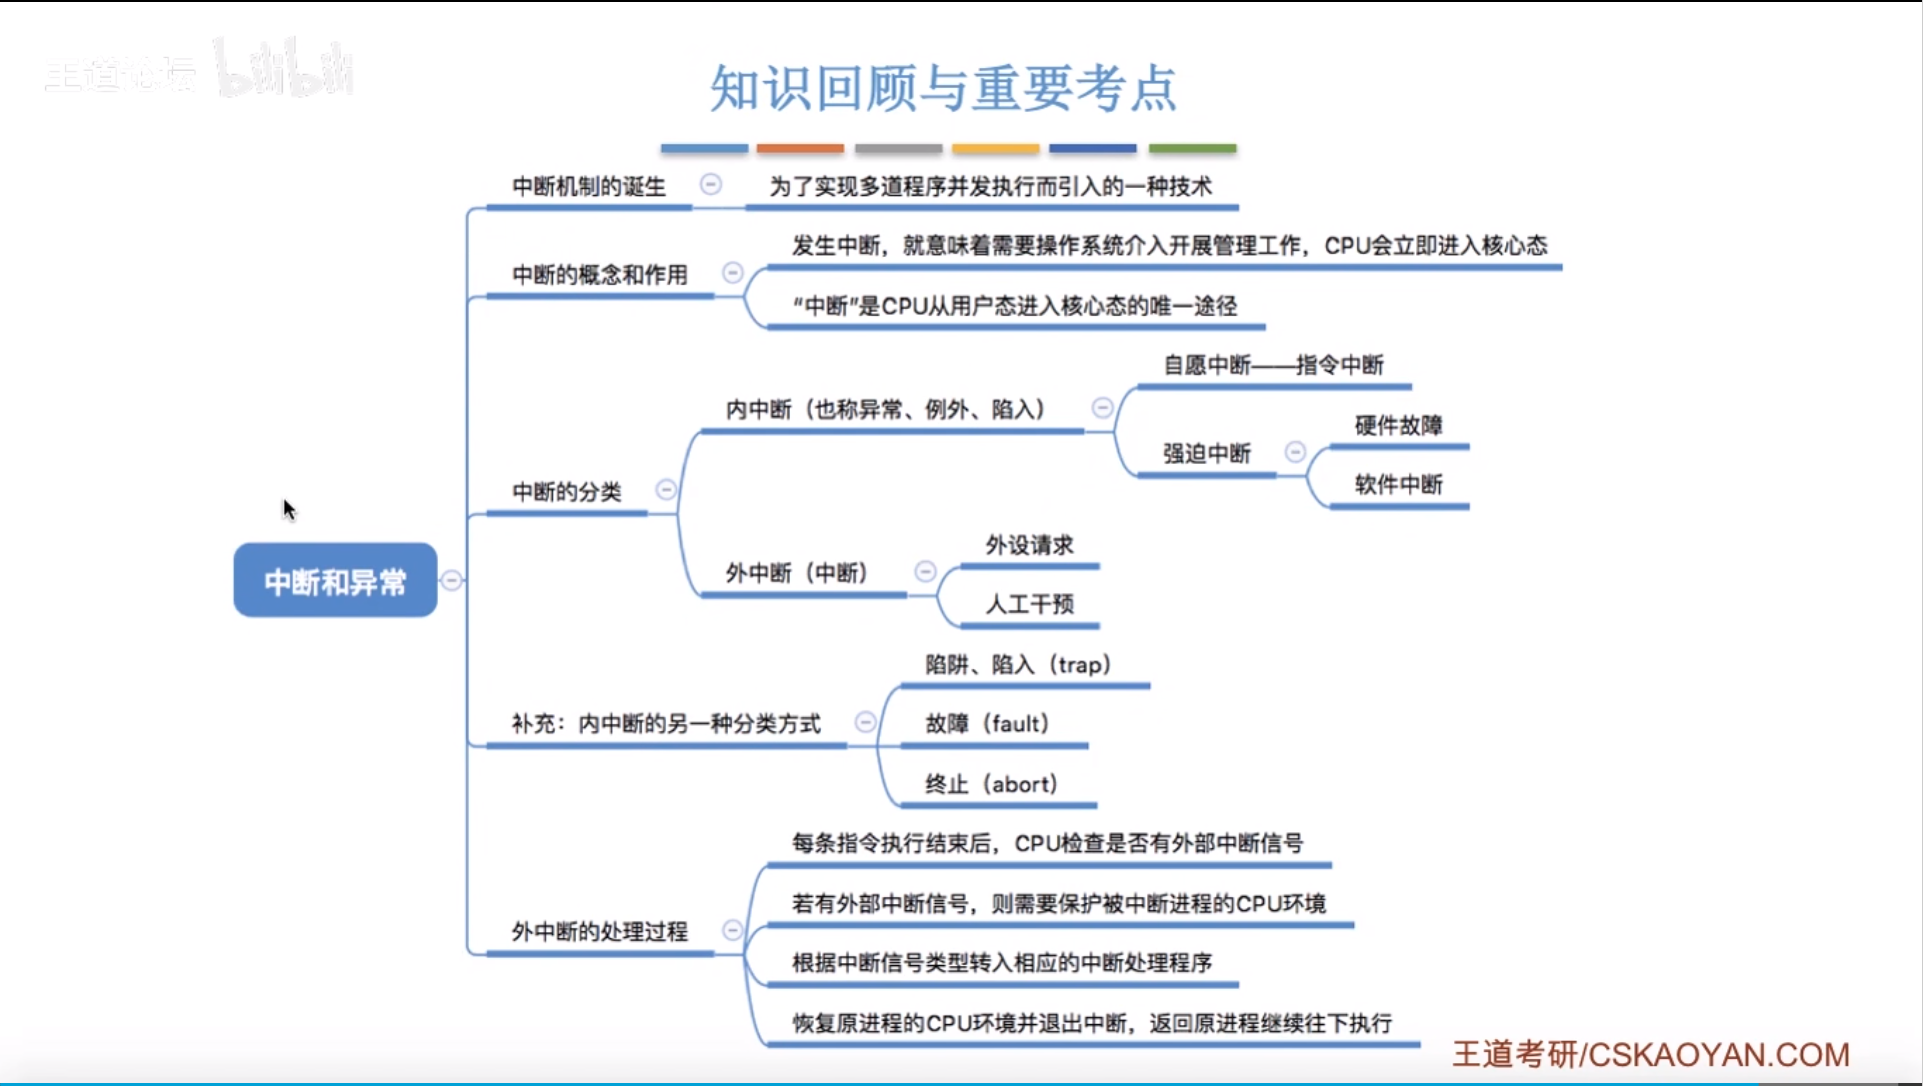 王道论坛 bilibili
知识回顾与重要考点
中断机制的诞生
为了实现多道程序并发执行而引入的一种技术
中断的概念和作用
发生中断，就意味着需要操作系统介入开展管理工作，CPU会立即进入核心态
“中断”是CPU从用户态进入核心态的唯一途径
中断和异常
中断的分类
内中断（也称异常、例外、陷入）
自愿中断——指令中断
强迫中断
硬件故障
软件中断
外中断（中断）
外设请求
人工干预
补充：内中断的另一种分类方式
陷阱、陷入（trap）
故障（fault）
终止（abort）
外中断的处理过程
每条指令执行结束后，CPU检查是否有外部中断信号
若有外部中断信号，则需要保护被中断进程的CPU环境
根据中断信号类型转入相应的中断处理程序
恢复原进程的CPU环境并退出中断，返回原进程继续往下执行
王道考研/CSKAOYAN.COM